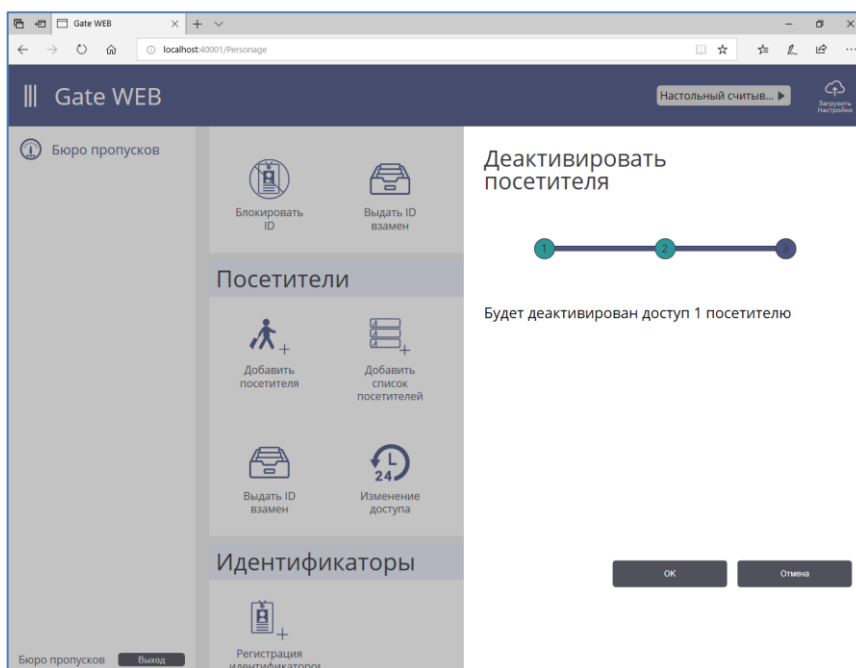 Gate WEB
localhost:40001/Personage
Gate WEB
Настольный считыв...
Загрузить
Настройки
Бюро пропусков
Блокировать
ID
Выдать ID
взамен
Посетители
Добавить
посетителя
Добавить
список
посетителей
Выдать ID
взамен
L
24
Изменение
доступа
Идентификаторы
Регистрация
идентификаторов
Бюро пропусков
Выход
Деактивировать
посетителя
1
2
3
Будет деактивирован доступ 1 посетителю
OK
Отмена